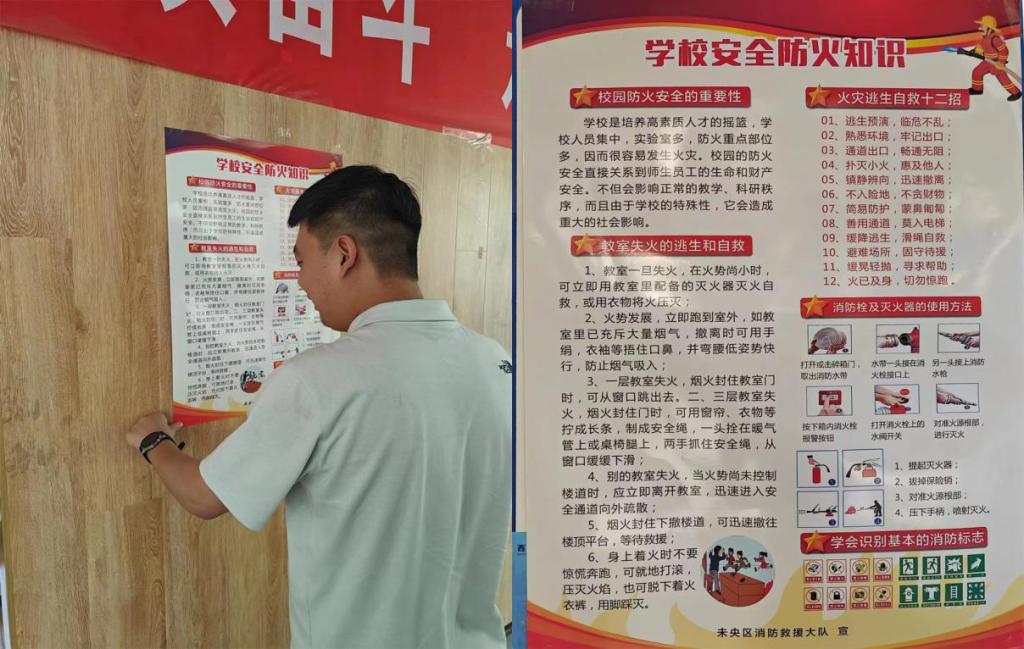 奋斗
学校安全防火知识
校园防火安全的重要性
学校安全防火知识
校园防火安全的重要性
学校是培养高素质人才的摇篮，学
校人员集中，实验室多，防火重点部位
多，因而很容易发生火灾。校园的防火
安全直接关系到师生员工的生命和财产
安全。不但会影响正常的教学、科研秩
序，而且由于学校的特殊性，它会造成
重大的社会影响。
教室失火的逃生和自救
1、教室一旦失火，在火势尚小时，
可立即用教室里配备的灭火器灭火自
救，或用衣物将火压灭；
2、火势发展，立即跑到室外，如教
室里已充斥大量烟气，撤离时可用手
绢，衣袖等捂住口鼻，并弯腰低姿势快
行，防止烟气吸入；
3、一层教室失火，烟火封住教室门
时，可从窗口跳出去。二、三层教室失
火，烟火封住门时，可用窗帘、衣物等
拧成长条，制成安全绳，一头拴在暖气
管上或桌椅腿上，两手抓住安全绳，从
窗口缓缓下滑；
4、别的教室失火，当火势尚未控制
楼道时，应立即离开教室，迅速进入安
全通道向外疏散；
5、烟火封住下撤楼道，可迅速撤往
楼顶平台，等待救援；
6、身上着火时不要
惊慌奔跑，可就地打滚，
压灭火焰，也可脱下着火
衣裤，用脚踩灭。
火灾逃生自救十二招
01、逃生预演，临危不乱；
02、熟悉环境，牢记出口；
03、通道出口，畅通无阻；
04、扑灭小火，惠及他人；
05、镇静辨向，迅速撤离；
06、不入险地，不贪财物；
07、简易防护，蒙鼻匍匐；
08、善用通道，莫入电梯；
09、缓降逃生，滑绳自救；
10、避难场所，固守待援；
11、缓晃轻抛，寻求帮助；
12、火已及身，切勿惊跑。
消防栓及灭火器的使用方法
打开或击碎箱门，
取出消防水带
水带一头接在消
火栓接口上
另一头接上消防
水枪
按下箱内消火栓
报警按钮
打开消火栓上的
水阀开关
对准火源根部，
进行灭火
1、提起灭火器；
2、拔掉保险销；
3、对准火源根部；
4、压下手柄，喷射灭火。
学会识别基本的消防标志
未央区消防救援大队 宣
西